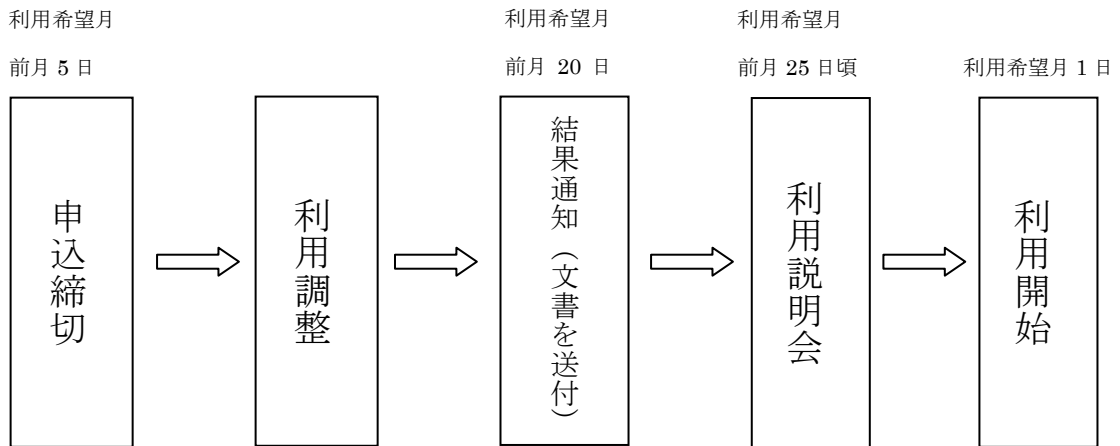 利用希望月
前月 5 日
利用希望月
前月 20 日
利用希望月
前月 25 日頃
利用希望月 1 日
申込締切
利用調整
結果通知（文書を送付）
利用説明会
利用開始